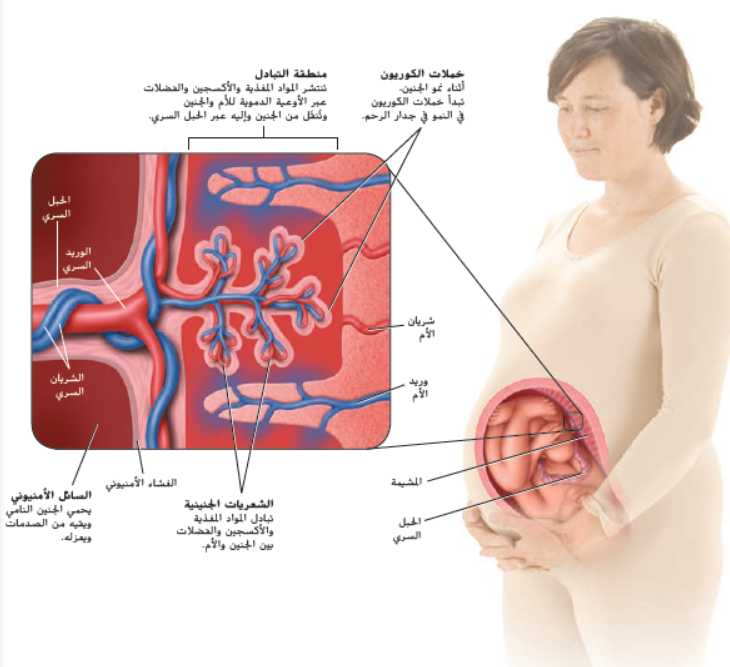 خملات الكوريون
أثناء نمو الجنين،
تبدأ خملات الكوريون
في النمو في جدار الرحم.
منطقة التبادل
تنتشر المواد المغذية والأكسجين والفضلات
عبر الأوعية الدموية للأم والجنين
وتُنقَل من الجنين وإليه عبر الحبل السري.
الحبل
السري
الوريد
السري
الشريان
السري
شريان
الأم
وريد
الأم
المشيمة
الحبل
السري
الشعريات الجنينية
تبادل المواد المغذية
والأكسجين والفضلات
بين الجنين والأم.
الغشاء الأمنيوني
السائل الأمنيوني
يحمي الجنين النامي
ويقيه من الصدمات
ويعزله.